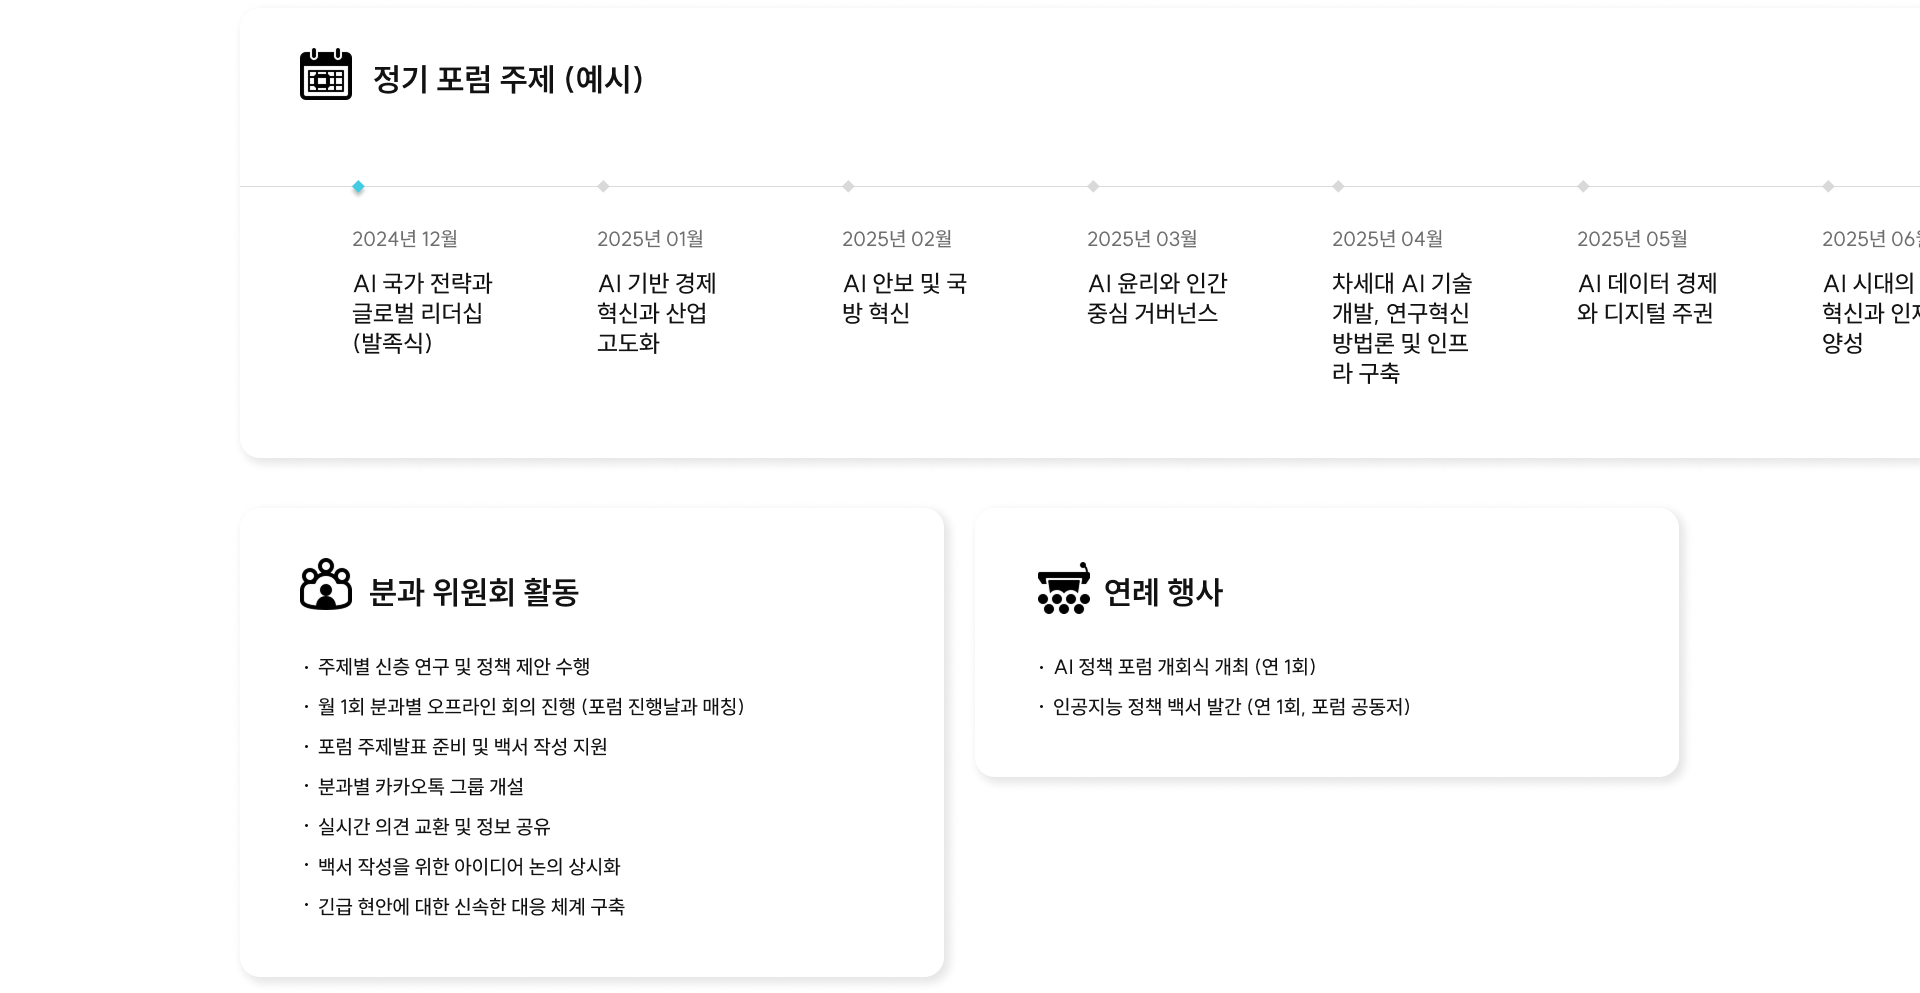 정기 포럼 주제 (예시)
2024년 12월
AI 국가 전략과
글로벌 리더십
(발족식)
2025년 01월
AI 기반 경제
혁신과 산업
고도화
2025년 02월
AI 안보 및 국
방 혁신
2025년 03월
AI 윤리와 인간
중심 거버넌스
2025년 04월
차세대 AI 기술
개발, 연구혁신
방법론 및 인프
라 구축
2025년 05월
AI 데이터 경제
와 디지털 주권
2025년 06
AI 시대의
혁신과
양성
분과 위원회 활동
· 주제별 신층 연구 및 정책 제안 수행
· 월 1회 분과별 오프라인 회의 진행 (포럼 진행날과 매칭)
· 포럼 주제발표 준비 및 백서 작성 지원
· 분과별 카카오톡 그룹 개설
· 실시간 의견 교환 및 정보 공유
· 백서 작성을 위한 아이디어 논의 상시화
· 긴급 현안에 대한 신속한 대응 체계 구축
연례 행사
· AI 정책 포럼 개회식 개최 (연 1회)
· 인공지능 정책 백서 발간 (연 1회, 포럼 공동저)